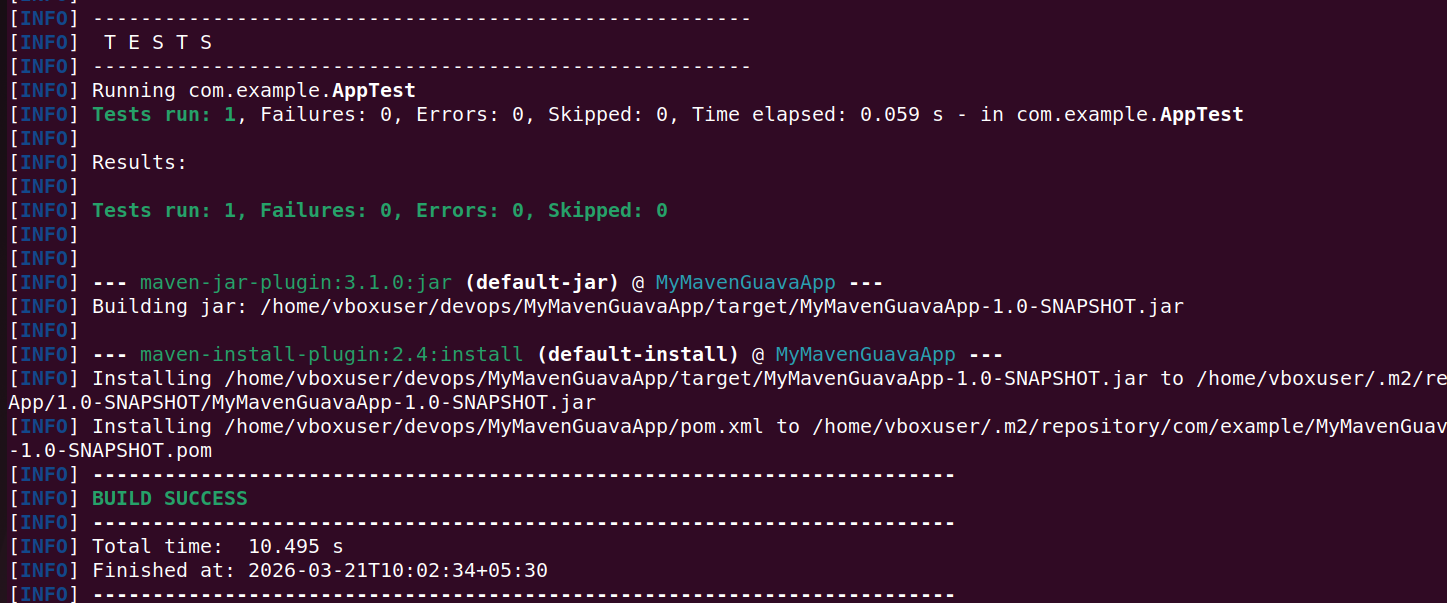 [INFO] -------------------------------------------------------
[INFO]  T E S T S
[INFO] -------------------------------------------------------
[INFO] Running com.example.AppTest
[INFO] Tests run: 1, Failures: 0, Errors: 0, Skipped: 0, Time elapsed: 0.059 s - in com.example.AppTest
[INFO]
[INFO] Results:
[INFO]
[INFO] Tests run: 1, Failures: 0, Errors: 0, Skipped: 0
[INFO]
[INFO]
[INFO] --- maven-jar-plugin:3.1.0:jar (default-jar) @ MyMavenGuavaApp ---
[INFO] Building jar: /home/vboxuser/devops/MyMavenGuavaApp/target/MyMavenGuavaApp-1.0-SNAPSHOT.jar
[INFO]
[INFO] --- maven-install-plugin:2.4:install (default-install) @ MyMavenGuavaApp ---
[INFO] Installing /home/vboxuser/devops/MyMavenGuavaApp/target/MyMavenGuavaApp-1.0-SNAPSHOT.jar to /home/vboxuser/.m2/re
App/1.0-SNAPSHOT/MyMavenGuavaApp-1.0-SNAPSHOT.jar
[INFO] Installing /home/vboxuser/devops/MyMavenGuavaApp/pom.xml to /home/vboxuser/.m2/repository/com/example/MyMavenGuav
-1.0-SNAPSHOT.pom
[INFO] ------------------------------------------------------------------------
[INFO] BUILD SUCCESS
[INFO] ------------------------------------------------------------------------
[INFO] Total time:  10.495 s
[INFO] Finished at: 2026-03-21T10:02:34+05:30
[INFO] ------------------------------------------------------------------------